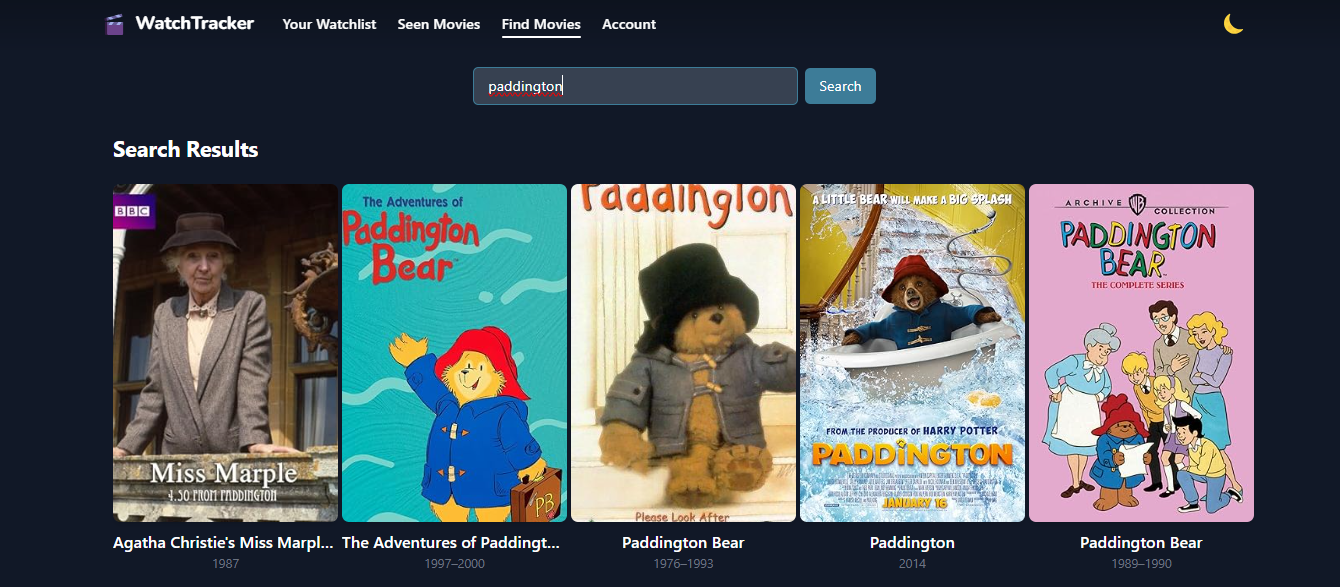 WatchTracker Your Watchlist Seen Movies Find Movies Account
paddington Search
Search Results
BBC
Miss Marple
4.50 FROM PADDINGTON
The Adventures of
Paddington
Bear
PB
Paddington
Please Look After
A LITTLE BEAR WILL MAKE A BIG SPLASH
FROM THE PRODUCER OF HARRY POTTER
PADDINGTON
JANUARY 16
ARCHIVE WB COLLECTION
PADDINGTON
BEAR
THE COMPLETE SERIES
Agatha Christie's Miss Marpl... The Adventures of Paddingt... Paddington Bear Paddington Paddington Bear
1987 1997–2000 1976–1993 2014 1989–1990